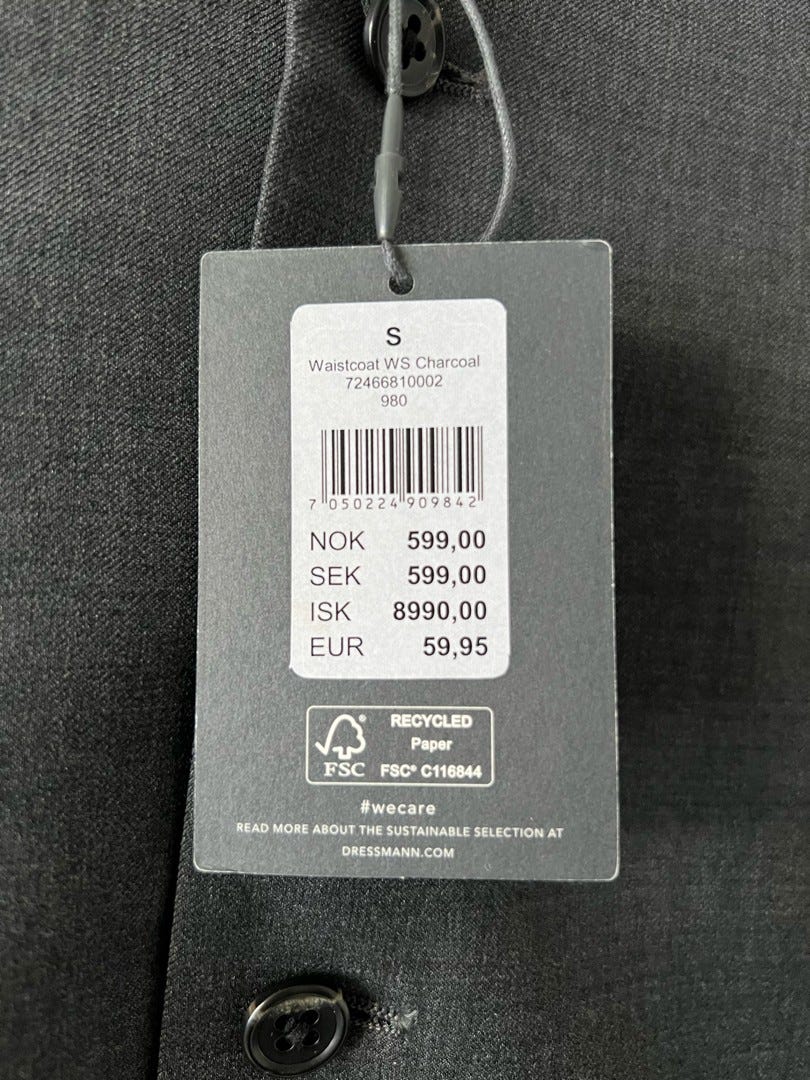 S
Waistcoat WS Charcoal
72466810002
980
7 050224 909842
NOK 599,00
SEK 599,00
ISK 8990,00
EUR 59,95
FSC®
RECYCLED
Paper
FSC® C116844
#wecare
READ MORE ABOUT THE SUSTAINABLE SELECTION AT
DRESSMANN.COM